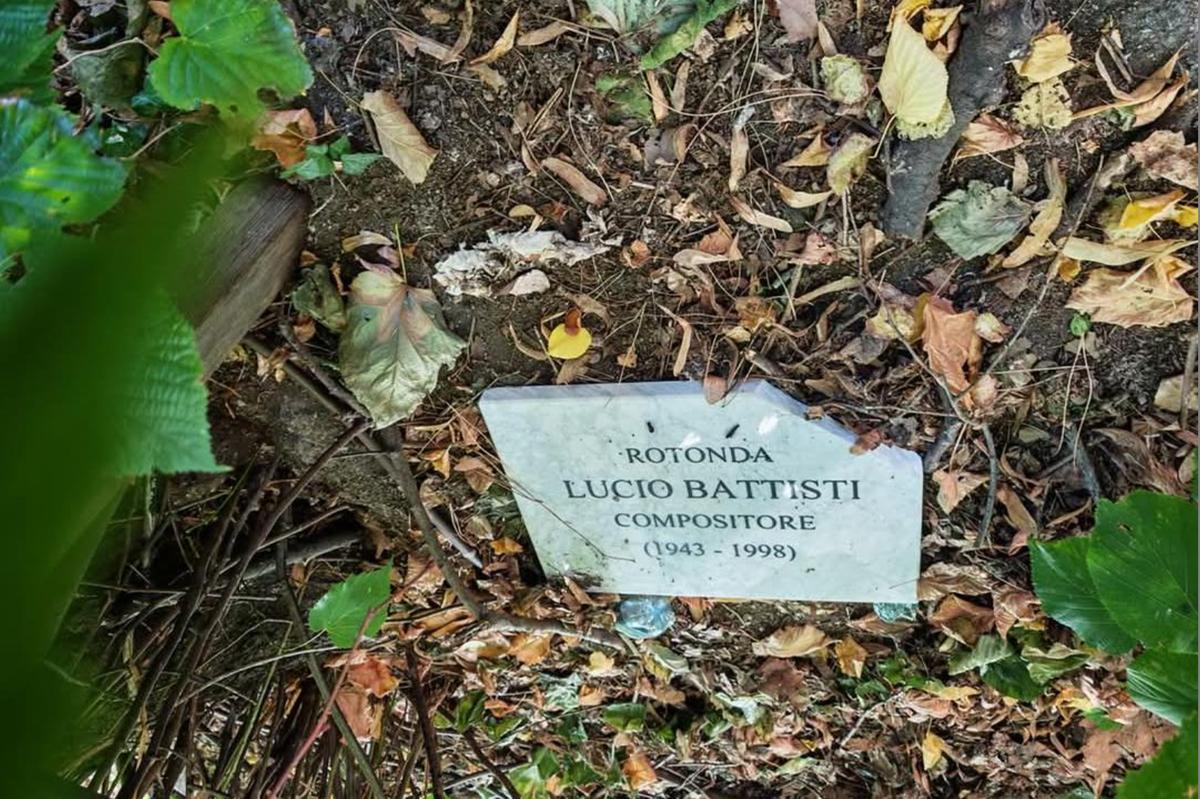 ROTONDA
LUCIO BATTISTI
COMPOSITORE
(1943 - 1998)